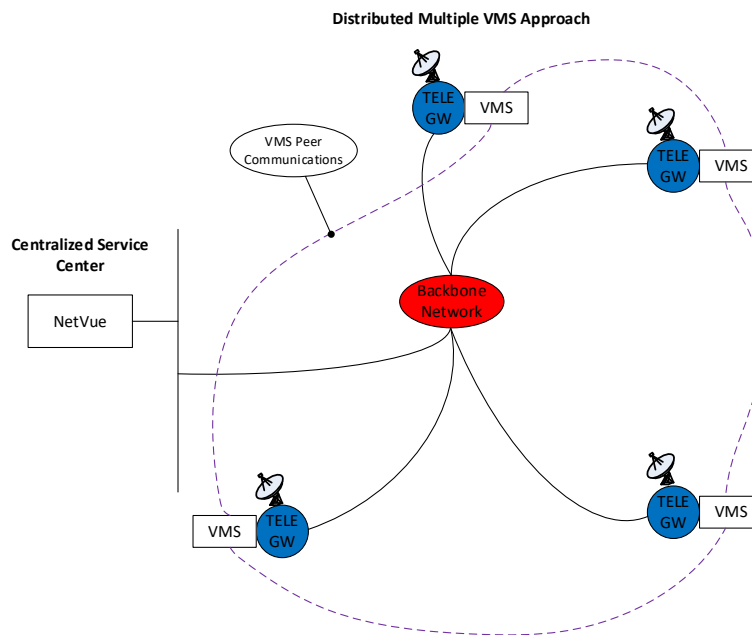 Distributed Multiple VMS Approach
TELE
GW
VMS
TELE
GW
VMS
VMS Peer
Communications
Centralized Service
Center
NetVue
Backbone
Network
TELE
GW
VMS
VMS
TELE
GW